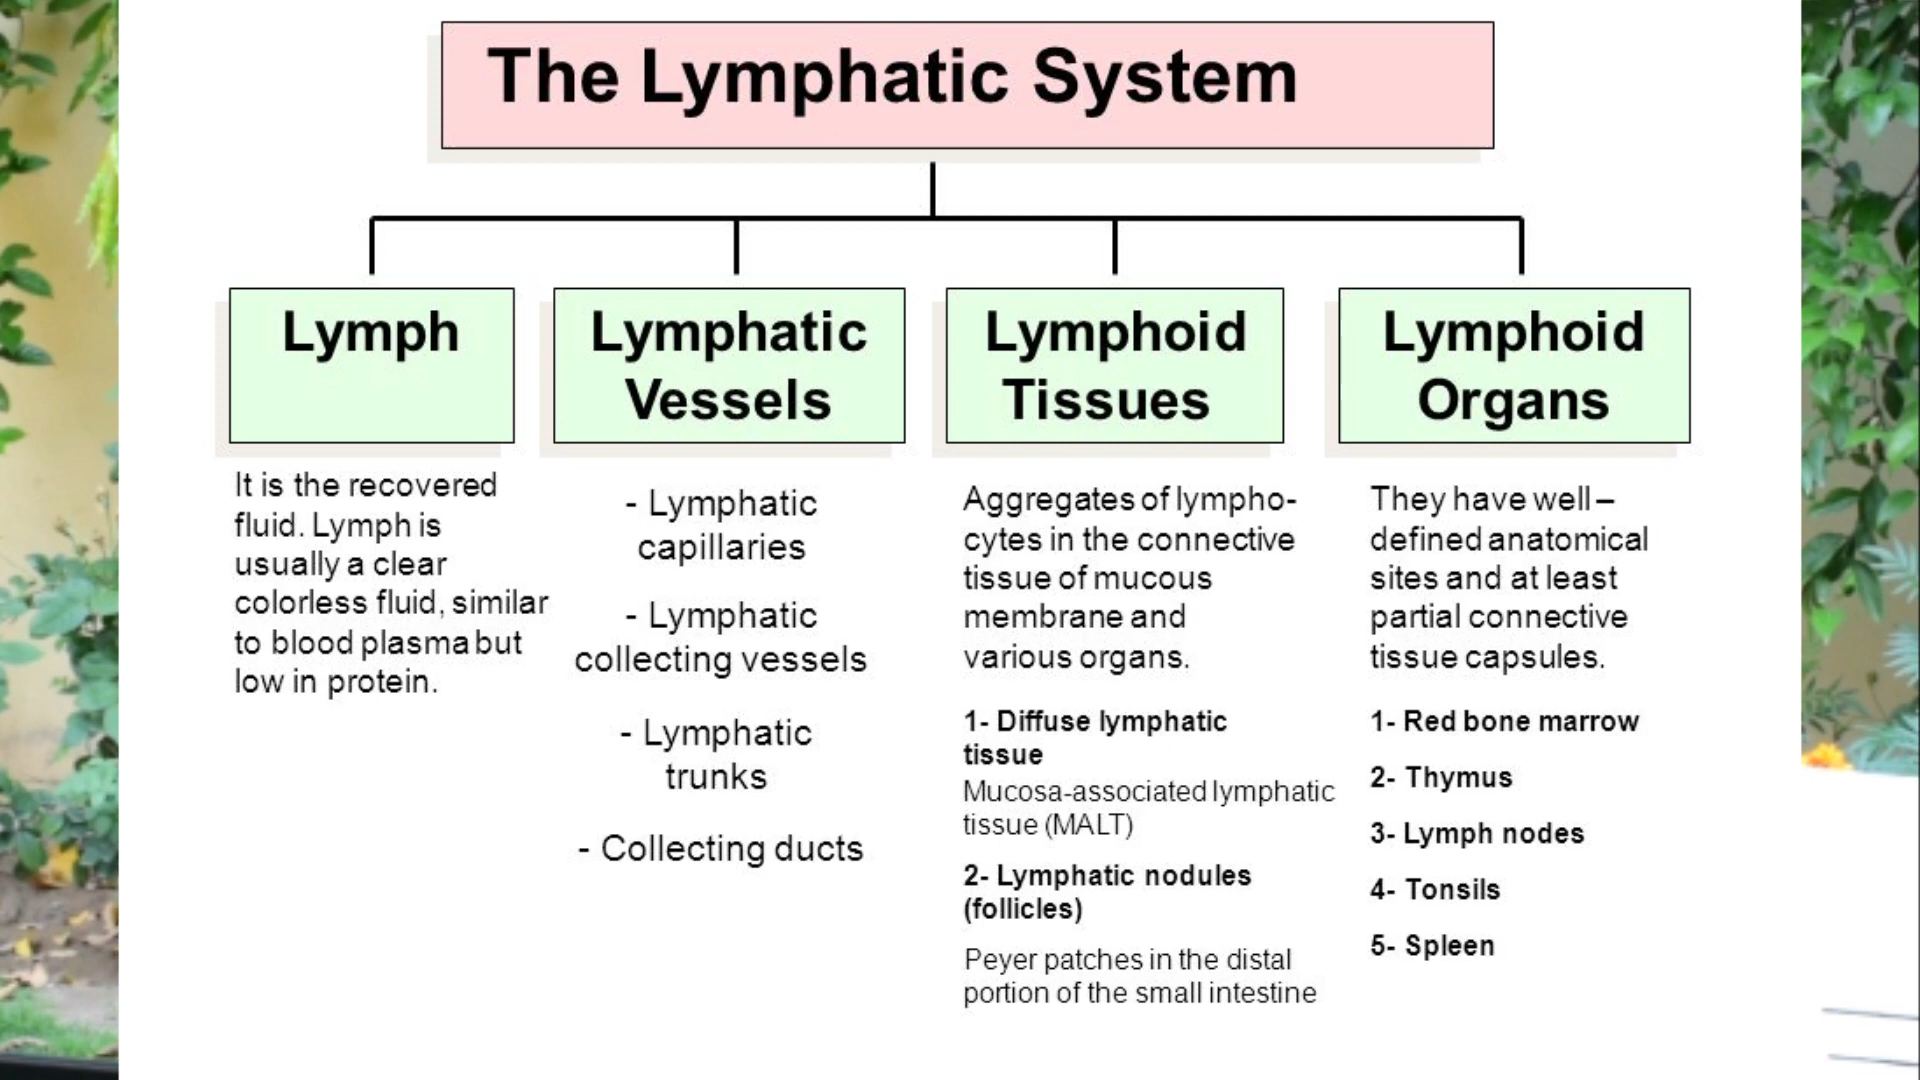 The Lymphatic System
Lymph
Lymphatic
Vessels
Lymphoid
Tissues
Lymphoid
Organs
It is the recovered
fluid. Lymph is
usually a clear
colorless fluid, similar
to blood plasma but
low in protein.
- Lymphatic
capillaries
- Lymphatic
collecting vessels
- Lymphatic
trunks
- Collecting ducts
Aggregates of lympho-
cytes in the connective
tissue of mucous
membrane and
various organs.
1- Diffuse lymphatic
tissue
Mucosa-associated lymphatic
tissue (MALT)
2- Lymphatic nodules
(follicles)
Peyer patches in the distal
portion of the small intestine
They have well –
defined anatomical
sites and at least
partial connective
tissue capsules.
1- Red bone marrow
2- Thymus
3- Lymph nodes
4- Tonsils
5- Spleen